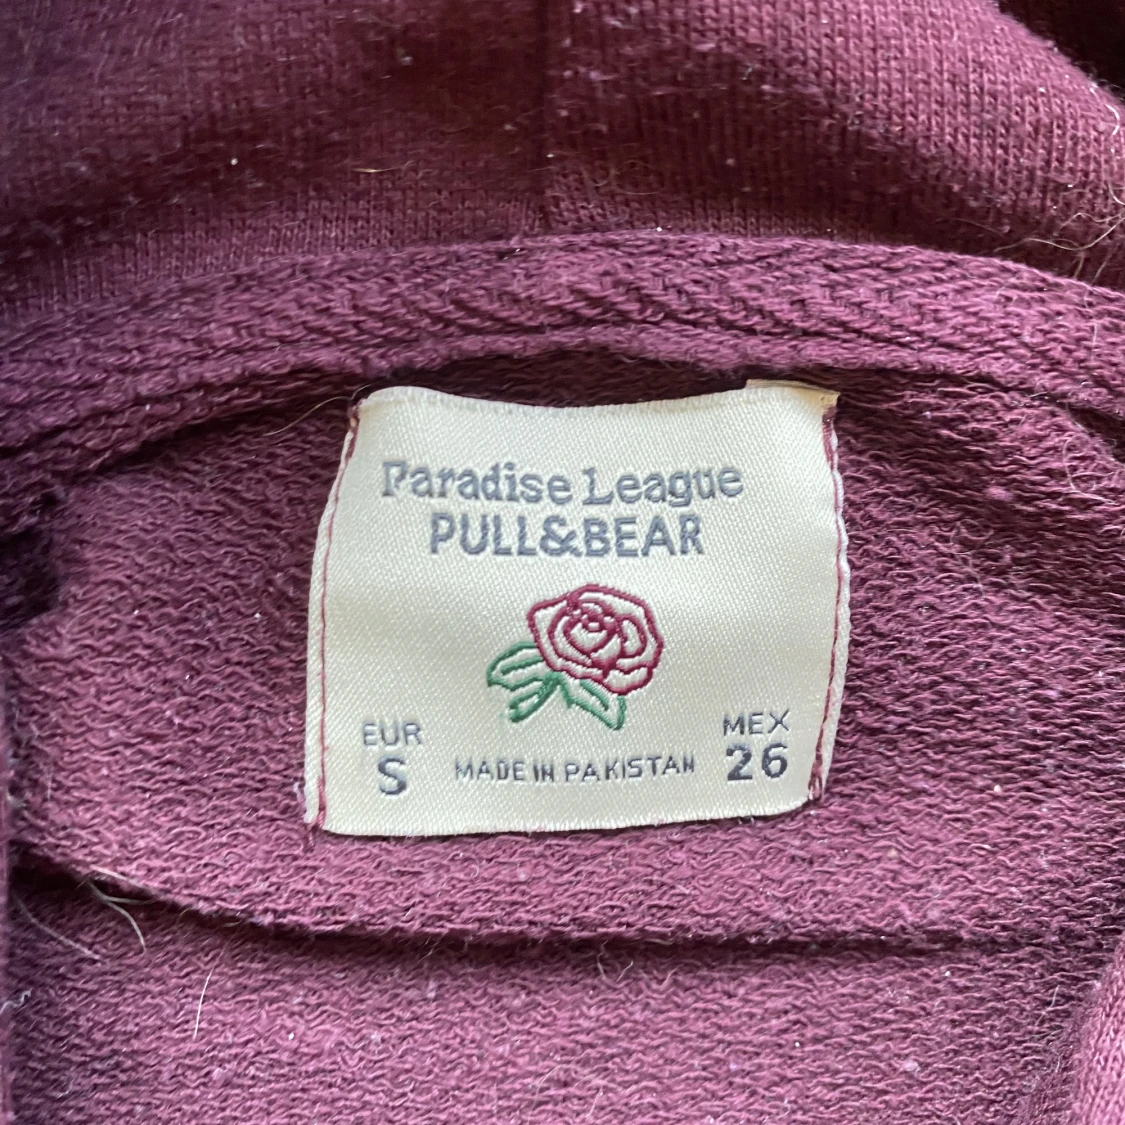 Paradise League
PULL&BEAR
EUR
S
MADE IN PAKISTAN
MEX
26